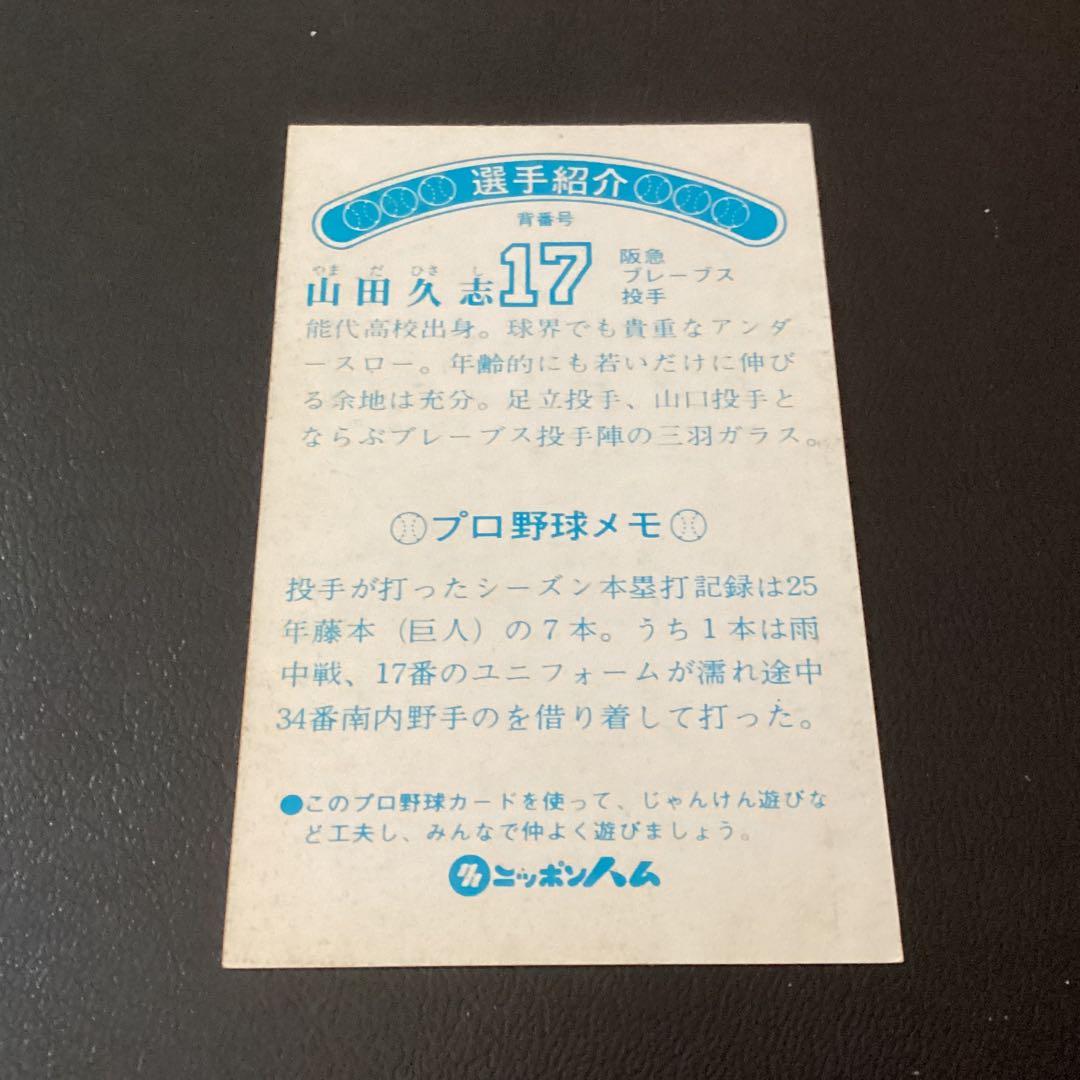 選手紹介
背番号
やまだひさし
山田久志
17
阪急
ブレーブス
投手
能代高校出身。球界でも貴重なアンダ
ースロー。年齢的にも若いだけに伸び
る余地は充分。足立投手、山口投手と
ならぶブレーブス投手陣の三羽ガラス。
プロ野球メモ
投手が打ったシーズン本塁打記録は25
年藤本（巨人）の７本。うち１本は雨
中戦、17番のユニフォームが濡れ途中
34番南内野手のを借り着して打った。
●このプロ野球カードを使って、じゃんけん遊びな
ど工夫し、みんなで仲よく遊びましょう。
ニッポンハム